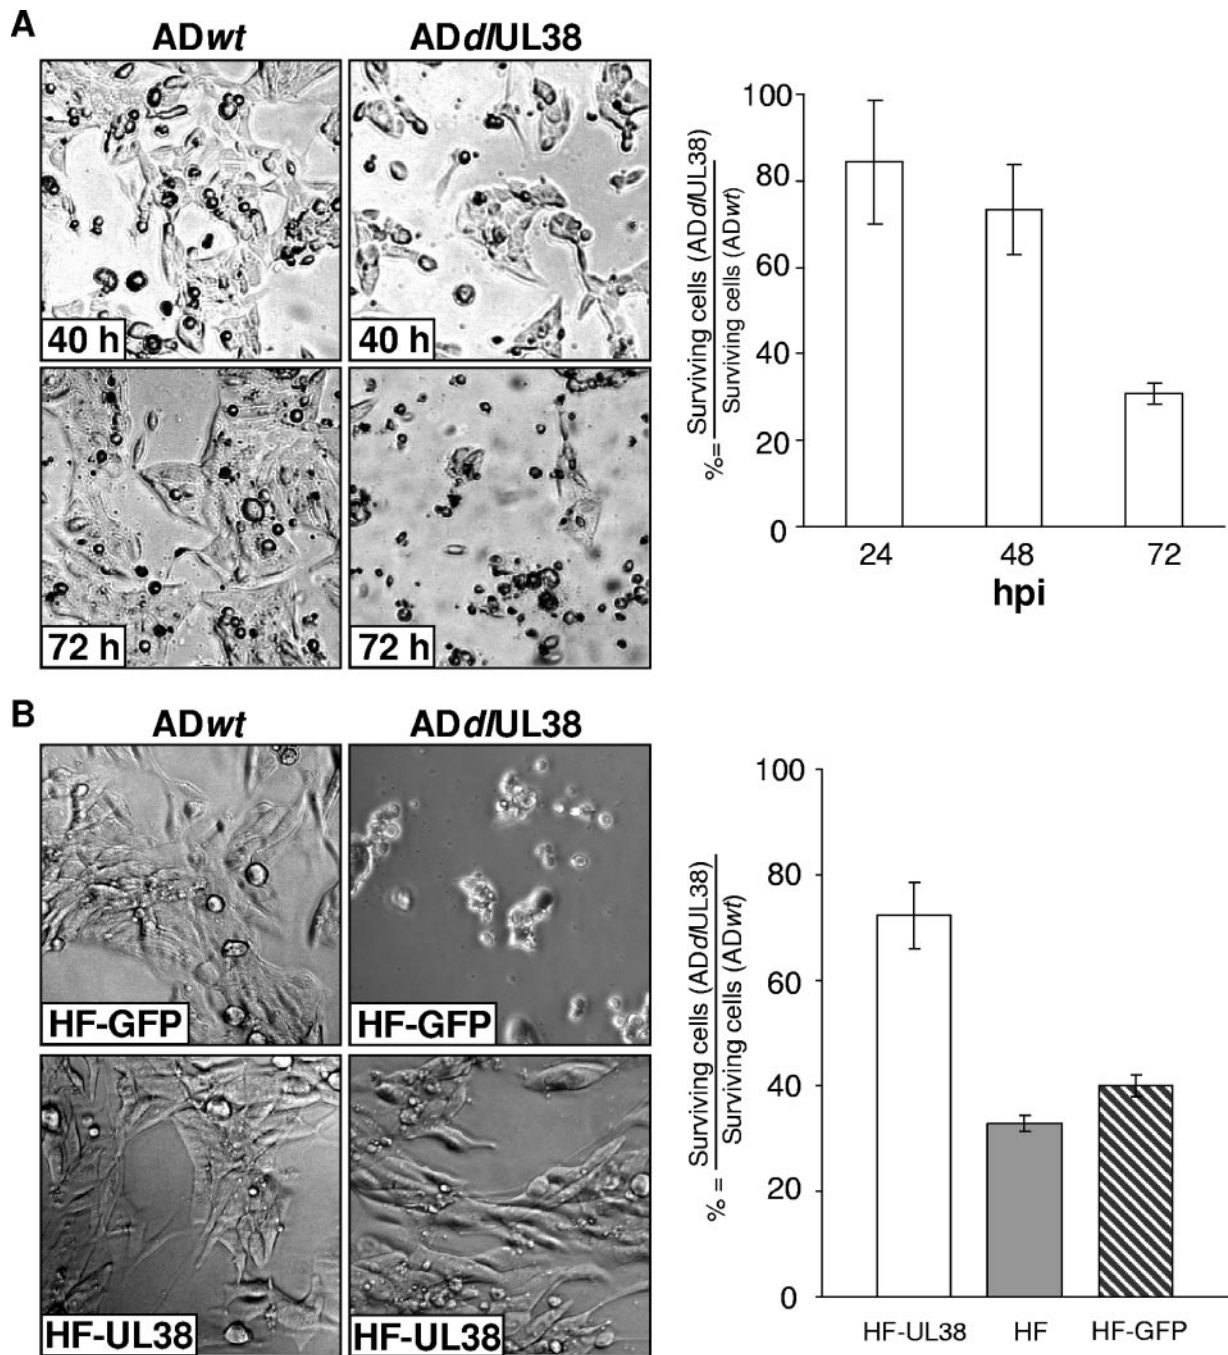 A
ADwt
ADdlUL38
40 h
40 h
72 h
72 h
%=
Surviving cells (ADdlUL38)
Surviving cells (ADwt)
100
80
60
40
20
0
24
48
72
hpi
B
ADwt
ADdlUL38
HF-GFP
HF-GFP
HF-UL38
HF-UL38
% =
Surviving cells (ADdlUL38)
Surviving cells (ADwt)
100
80
60
40
20
0
HF-UL38
HF
HF-GFP